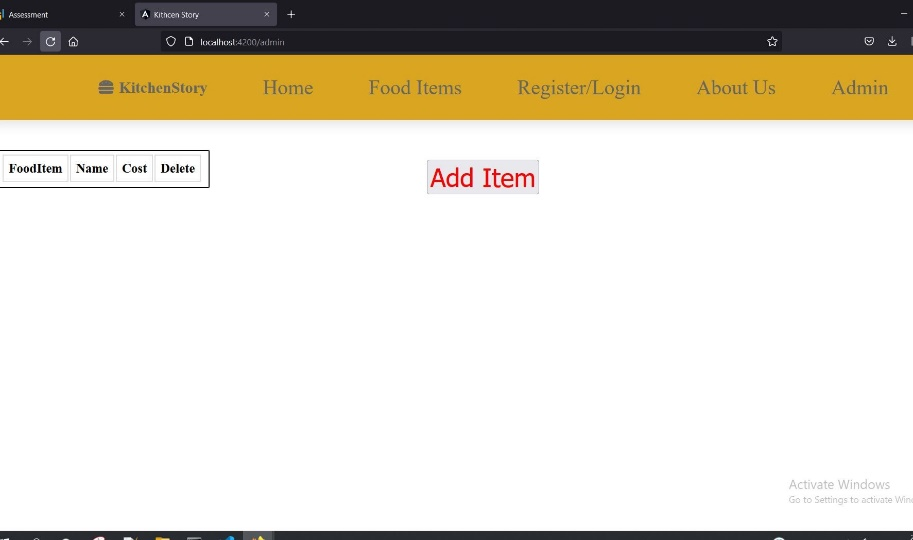 Assessment
Kithcen Story
localhost:4200/admin
KitchenStory Home Food Items Register/Login About Us Admin
FoodItem Name Cost Delete
Add Item
Activate Windows
Go to Settings to activate